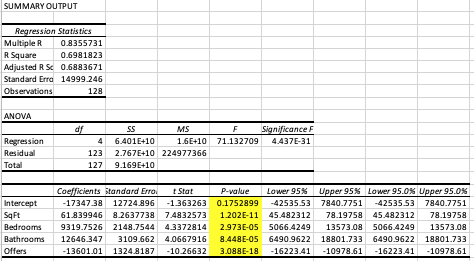 SUMMARY OUTPUT
Regression Statistics
Multiple R 0.8355731
R Square 0.6981823
Adjusted R Sc 0.6883671
Standard Erro 14999.246
Observations 128
ANOVA
df SS MS F Significance F
Regression 4 6.401E+10 1.6E+10 71.132709 4.437E-31
Residual 123 2.767E+10 224977366
Total 127 9.169E+10
Coefficients Standard Error t Stat P-value Lower 95% Upper 95% Lower 95.0% Upper 95.0%
Intercept -17347.38 12724.896 -1.363263 0.1752899 -42535.53 7840.7751 -42535.53 7840.7751
SqFt 61.839946 8.2637738 7.4832573 1.202E-11 45.482312 78.19758 45.482312 78.19758
Bedrooms 9319.7526 2148.7544 4.3372814 2.973E-05 5066.4249 13573.08 5066.4249 13573.08
Bathrooms 12646.347 3109.662 4.0667916 8.448E-05 6490.9622 18801.733 6490.9622 18801.733
Offers -13601.01 1324.8187 -10.26632 3.088E-18 -16223.41 -10978.61 -16223.41 -10978.61